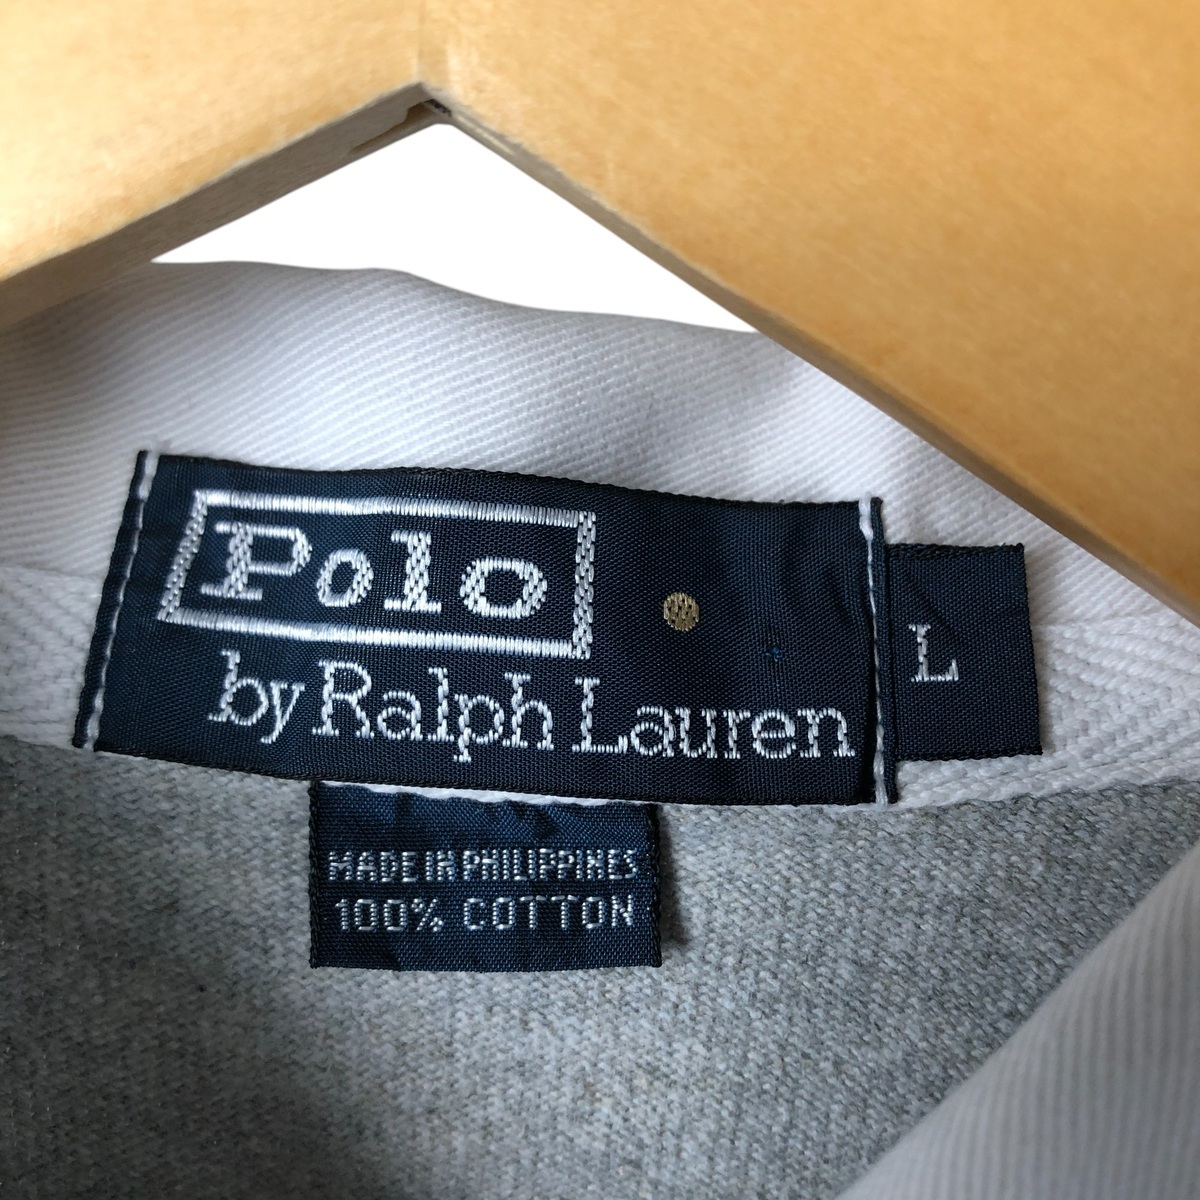 Polo
by Ralph Lauren
L
MADE IN PHILIPPINES
100% COTTON